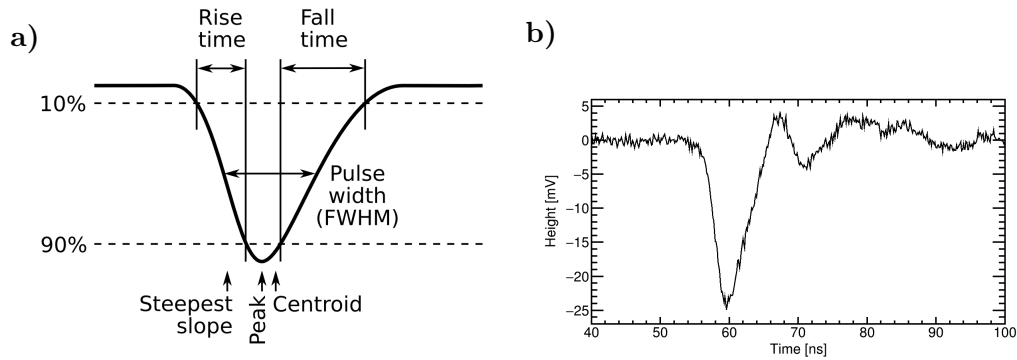 a)
Rise
time
Fall
time
10%
Pulse
width
(FWHM)
90%
Steepest
slope
Peak
Centroid
b)
5
0
−5
−10
−15
−20
−25
Height [mV]
40
50
60
70
80
90
100
Time [ns]